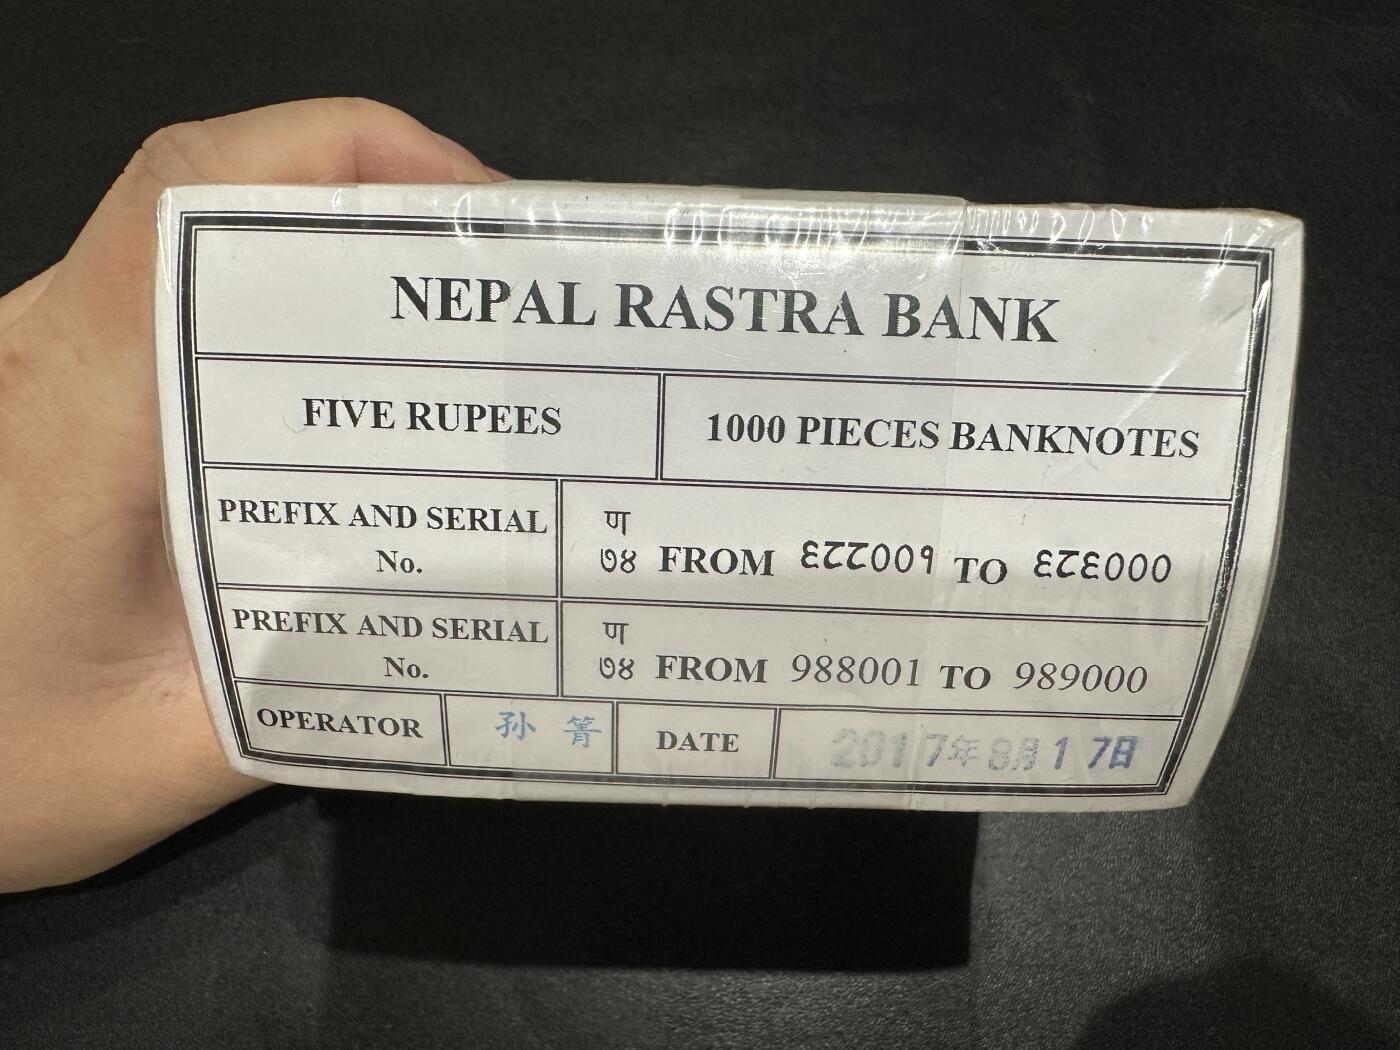 NEPAL RASTRA BANK
FIVE RUPEES
1000 PIECES BANKNOTES
PREFIX AND SERIAL No.
ण
७४ FROM ९८८००१ TO ९८९०००
PREFIX AND SERIAL No.
ण
७४ FROM 988001 TO 989000
OPERATOR 孙 箐 DATE 2017年8月17日